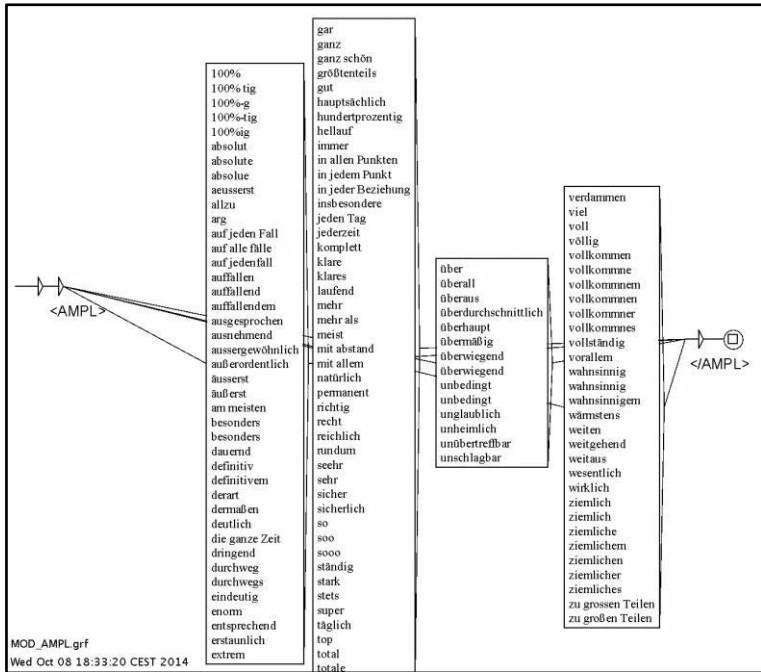 <AMPL>
100%
100% tig
100%-g
100%-tig
100%ig
absolut
absolute
absolue
aeusserst
allzu
arg
auf jeden Fall
auf alle fälle
auf jedenfall
auffallen
auffallend
auffallendem
ausgesprochen
ausnehmend
aussergewöhnlich
außerordentlich
äusserst
äußerst
am meisten
besonders
besonders
dauernd
definitiv
definitivem
derart
dermaßen
deutlich
die ganze Zeit
dringend
durchweg
durchwegs
eindeutig
enorm
entsprechend
erstaunlich
extrem
gar
ganz
ganz schön
größtenteils
gut
hauptsächlich
hundertprozentig
hellauf
immer
in allen Punkten
in jedem Punkt
in jeder Beziehung
insbesondere
jeden Tag
jederzeit
komplett
klare
klares
laufend
mehr
mehr als
meist
mit abstand
mit allem
natürlich
permanent
richtig
recht
reichlich
rundum
seehr
sehr
sicher
sicherlich
so
soo
sooo
ständig
stark
stets
super
täglich
top
total
totale
über
überall
überaus
überdurchschnittlich
überhaupt
übermäßig
überwiegend
überwiegend
unbedingt
unbedingt
unglaublich
unheimlich
unübertreffbar
unschlagbar
verdammen
viel
voll
völlig
vollkommen
vollkommne
vollkommnem
vollkommnen
vollkommner
vollkommnes
vollständig
vorallem
wahnsinnig
wahnsinnig
wahnsinnigem
wärmstens
weiten
weitgehend
weitaus
wesentlich
wirklich
ziemlich
ziemlich
ziemliche
ziemlichem
ziemlichen
ziemlicher
ziemliches
zu grossen Teilen
zu großen Teilen
</AMPL>
MOD_AMPL.grf
Wed Oct 08 18:33:20 CEST 2014